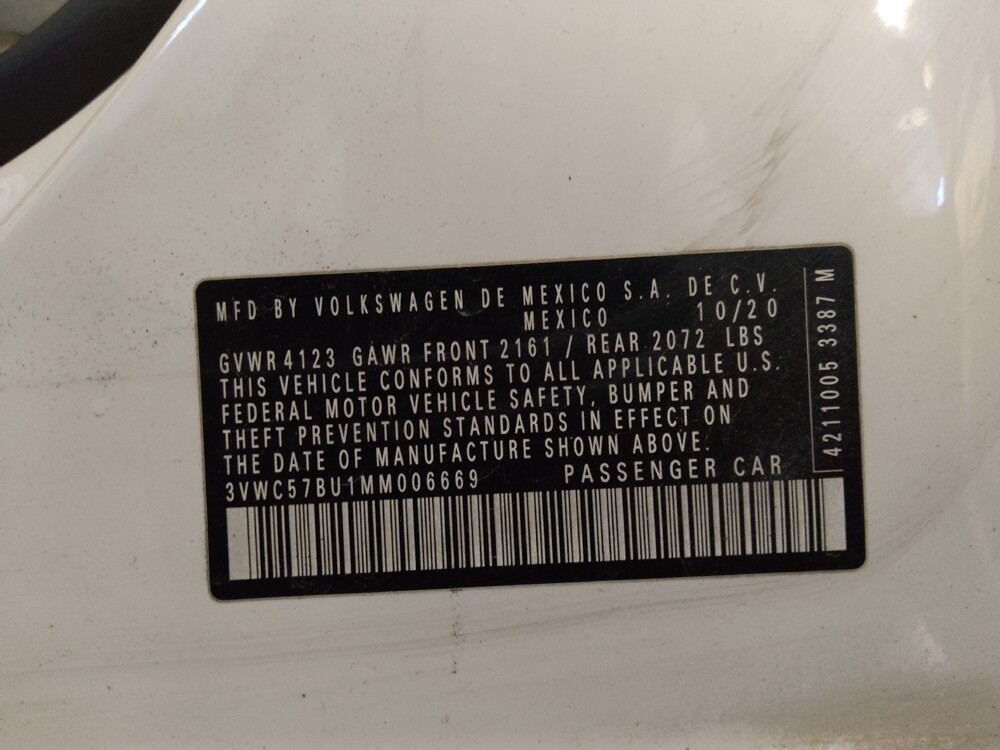 MFD BY VOLKSWAGEN DE MEXICO S.A. DE C.V.
MEXICO 10/20
GVWR 4123 GAWR FRONT 2161 / REAR 2072 LBS
THIS VEHICLE CONFORMS TO ALL APPLICABLE U.S.
FEDERAL MOTOR VEHICLE SAFETY, BUMPER AND
THEFT PREVENTION STANDARDS IN EFFECT ON
THE DATE OF MANUFACTURE SHOWN ABOVE.
3VWC57BU1MM006669 PASSENGER CAR
4211005 3387 M